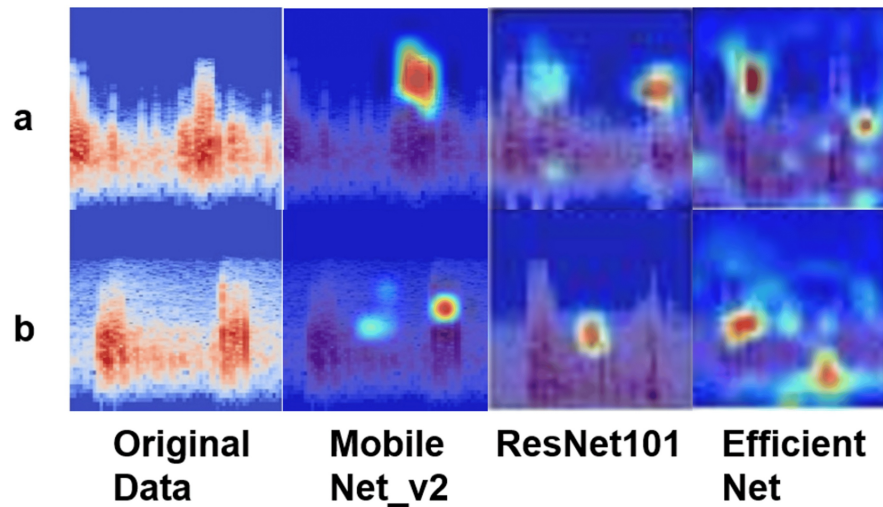 a
b
Original
Data
Mobile
Net_v2
ResNet101
Efficient
Net